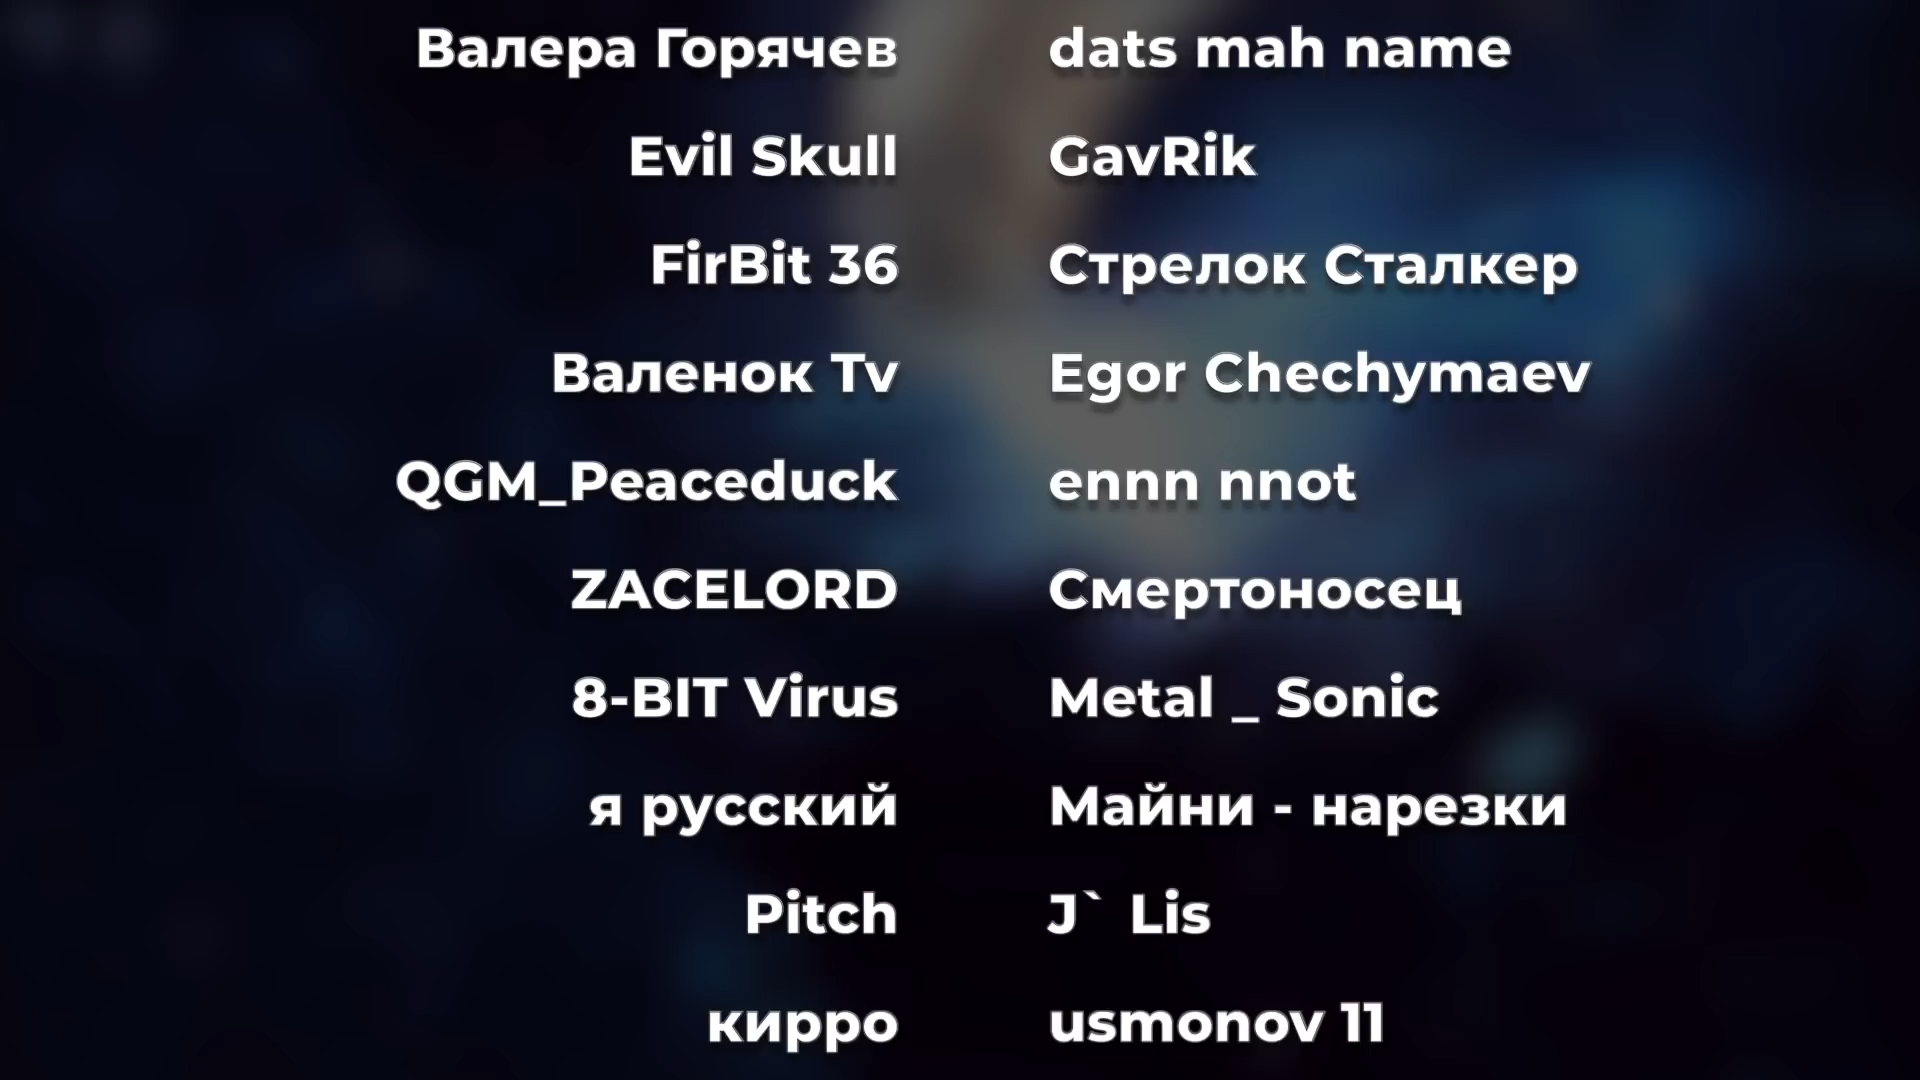 Валера Горячев dats mah name
Evil Skull GavRik
FirBit 36 Стрелок Сталкер
Валенок Tv Egor Chechymaev
QGM_Peaceduck ennn nnot
ZACELORD Смертоносец
8-BIT Virus Metal _ Sonic
я русский Майни - нарезки
Pitch J` Lis
кирро usmonov 11